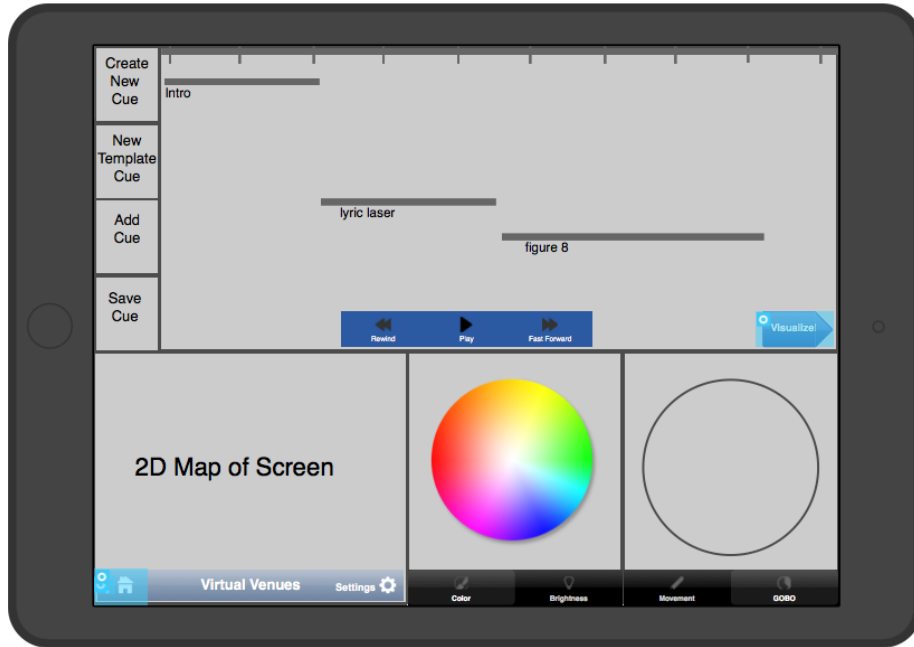 Create
New
Cue
New
Template
Cue
Add
Cue
Save
Cue
Intro
lyric laser
figure 8
Rewind
Play
Fast Forward
Visualize
2D Map of Screen
Virtual Venues
Settings
Color
Brightness
Movement
GOBO